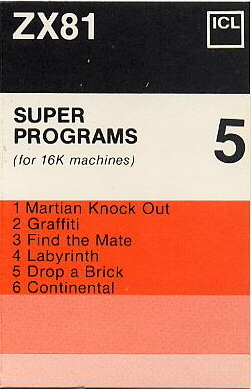 ZX81
ICL
SUPER
PROGRAMS
5
(for 16K machines)
1 Martian Knock Out
2 Graffiti
3 Find the Mate
4 Labyrinth
5 Drop a Brick
6 Continental